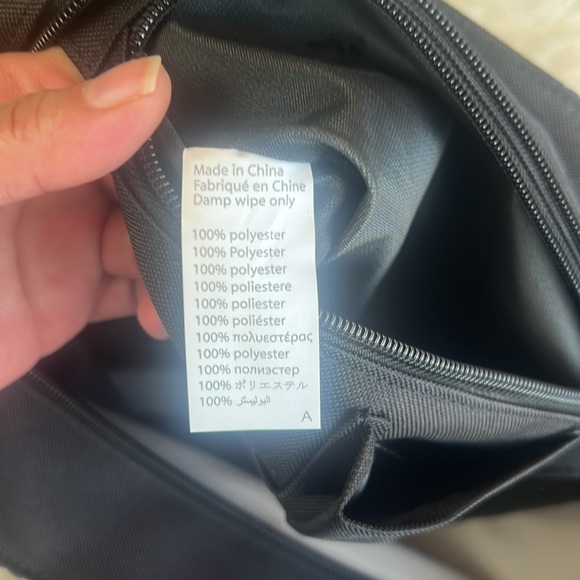 Made in China
Fabriqué en Chine
Damp wipe only
100% polyester
100% Polyester
100% polyester
100% poliestere
100% poliester
100% poliéster
100% πολυεστέρας
100% polyester
100% полиэстер
100% ポリエステル
100% البوليستر
A